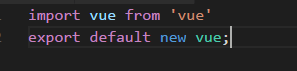 import vue from 'vue'
export default new vue;